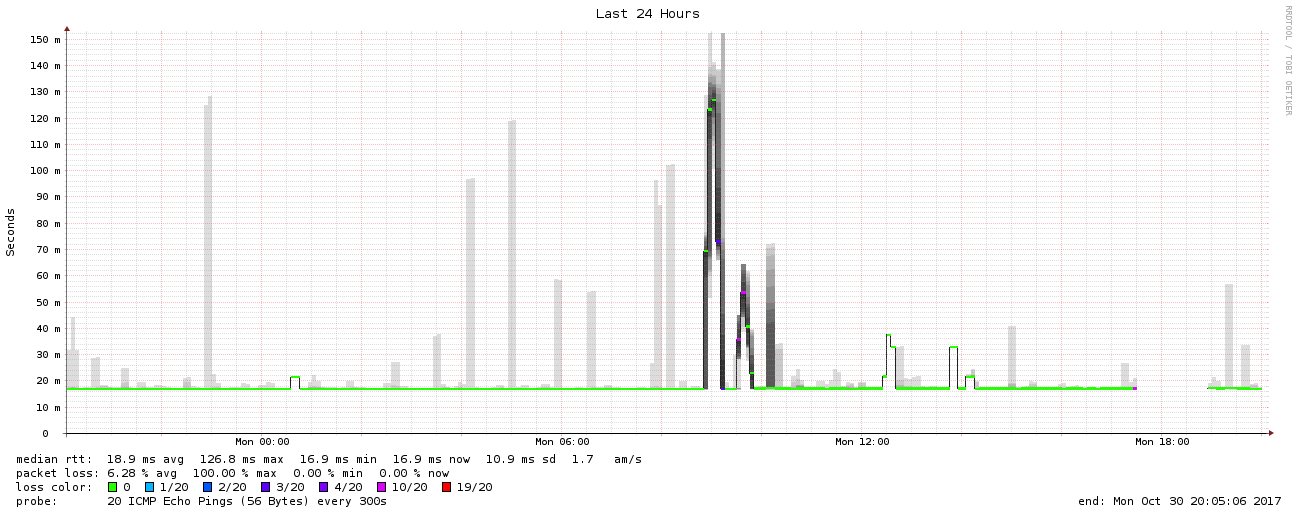 Last 24 Hours
RRDTOOL / TOBI OETIKER
Seconds
150 m
140 m
130 m
120 m
110 m
100 m
90 m
80 m
70 m
60 m
50 m
40 m
30 m
20 m
10 m
0
Mon 00:00 Mon 06:00 Mon 12:00 Mon 18:00
median rtt: 18.9 ms avg 126.8 ms max 16.9 ms min 16.9 ms now 10.9 ms sd 1.7 am/s
packet loss: 6.28 % avg 100.00 % max 0.00 % min 0.00 % now
loss color: 0 1/20 2/20 3/20 4/20 10/20 19/20
probe: 20 ICMP Echo Pings (56 Bytes) every 300s end: Mon Oct 30 20:05:06 2017